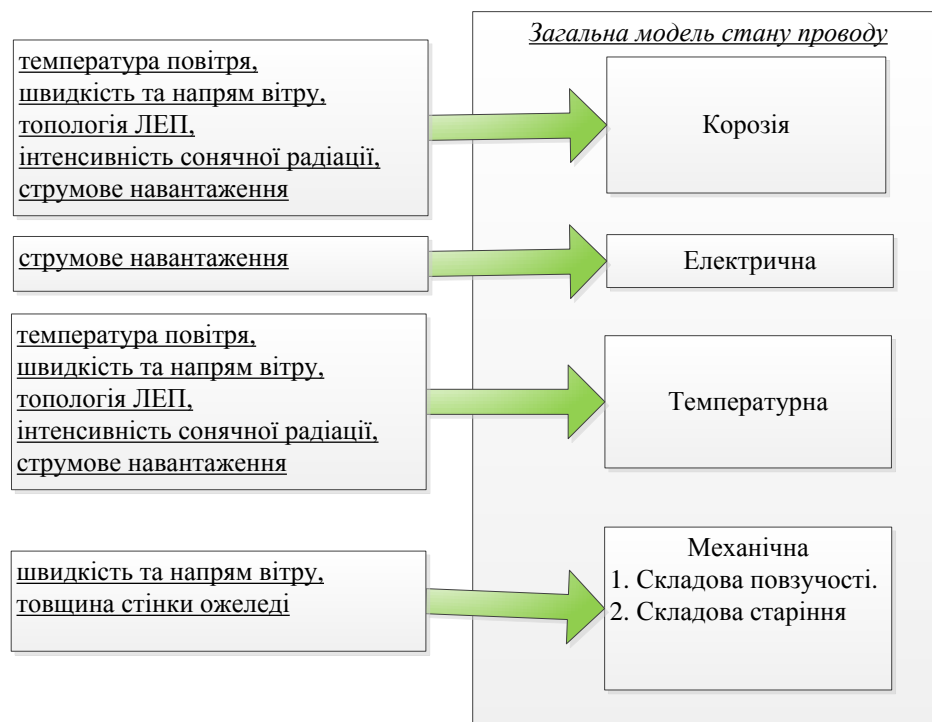 Загальна модель стану проводу
температура повітря,
швидкість та напрям вітру,
топологія ЛЕП,
інтенсивність сонячної радіації,
струмове навантаження
Корозія
струмове навантаження
Електрична
температура повітря,
швидкість та напрям вітру,
топологія ЛЕП,
інтенсивність сонячної радіації,
струмове навантаження
Температурна
швидкість та напрям вітру,
товщина стінки ожеледі
Механічна
1. Складова повзучості.
2. Складова старіння